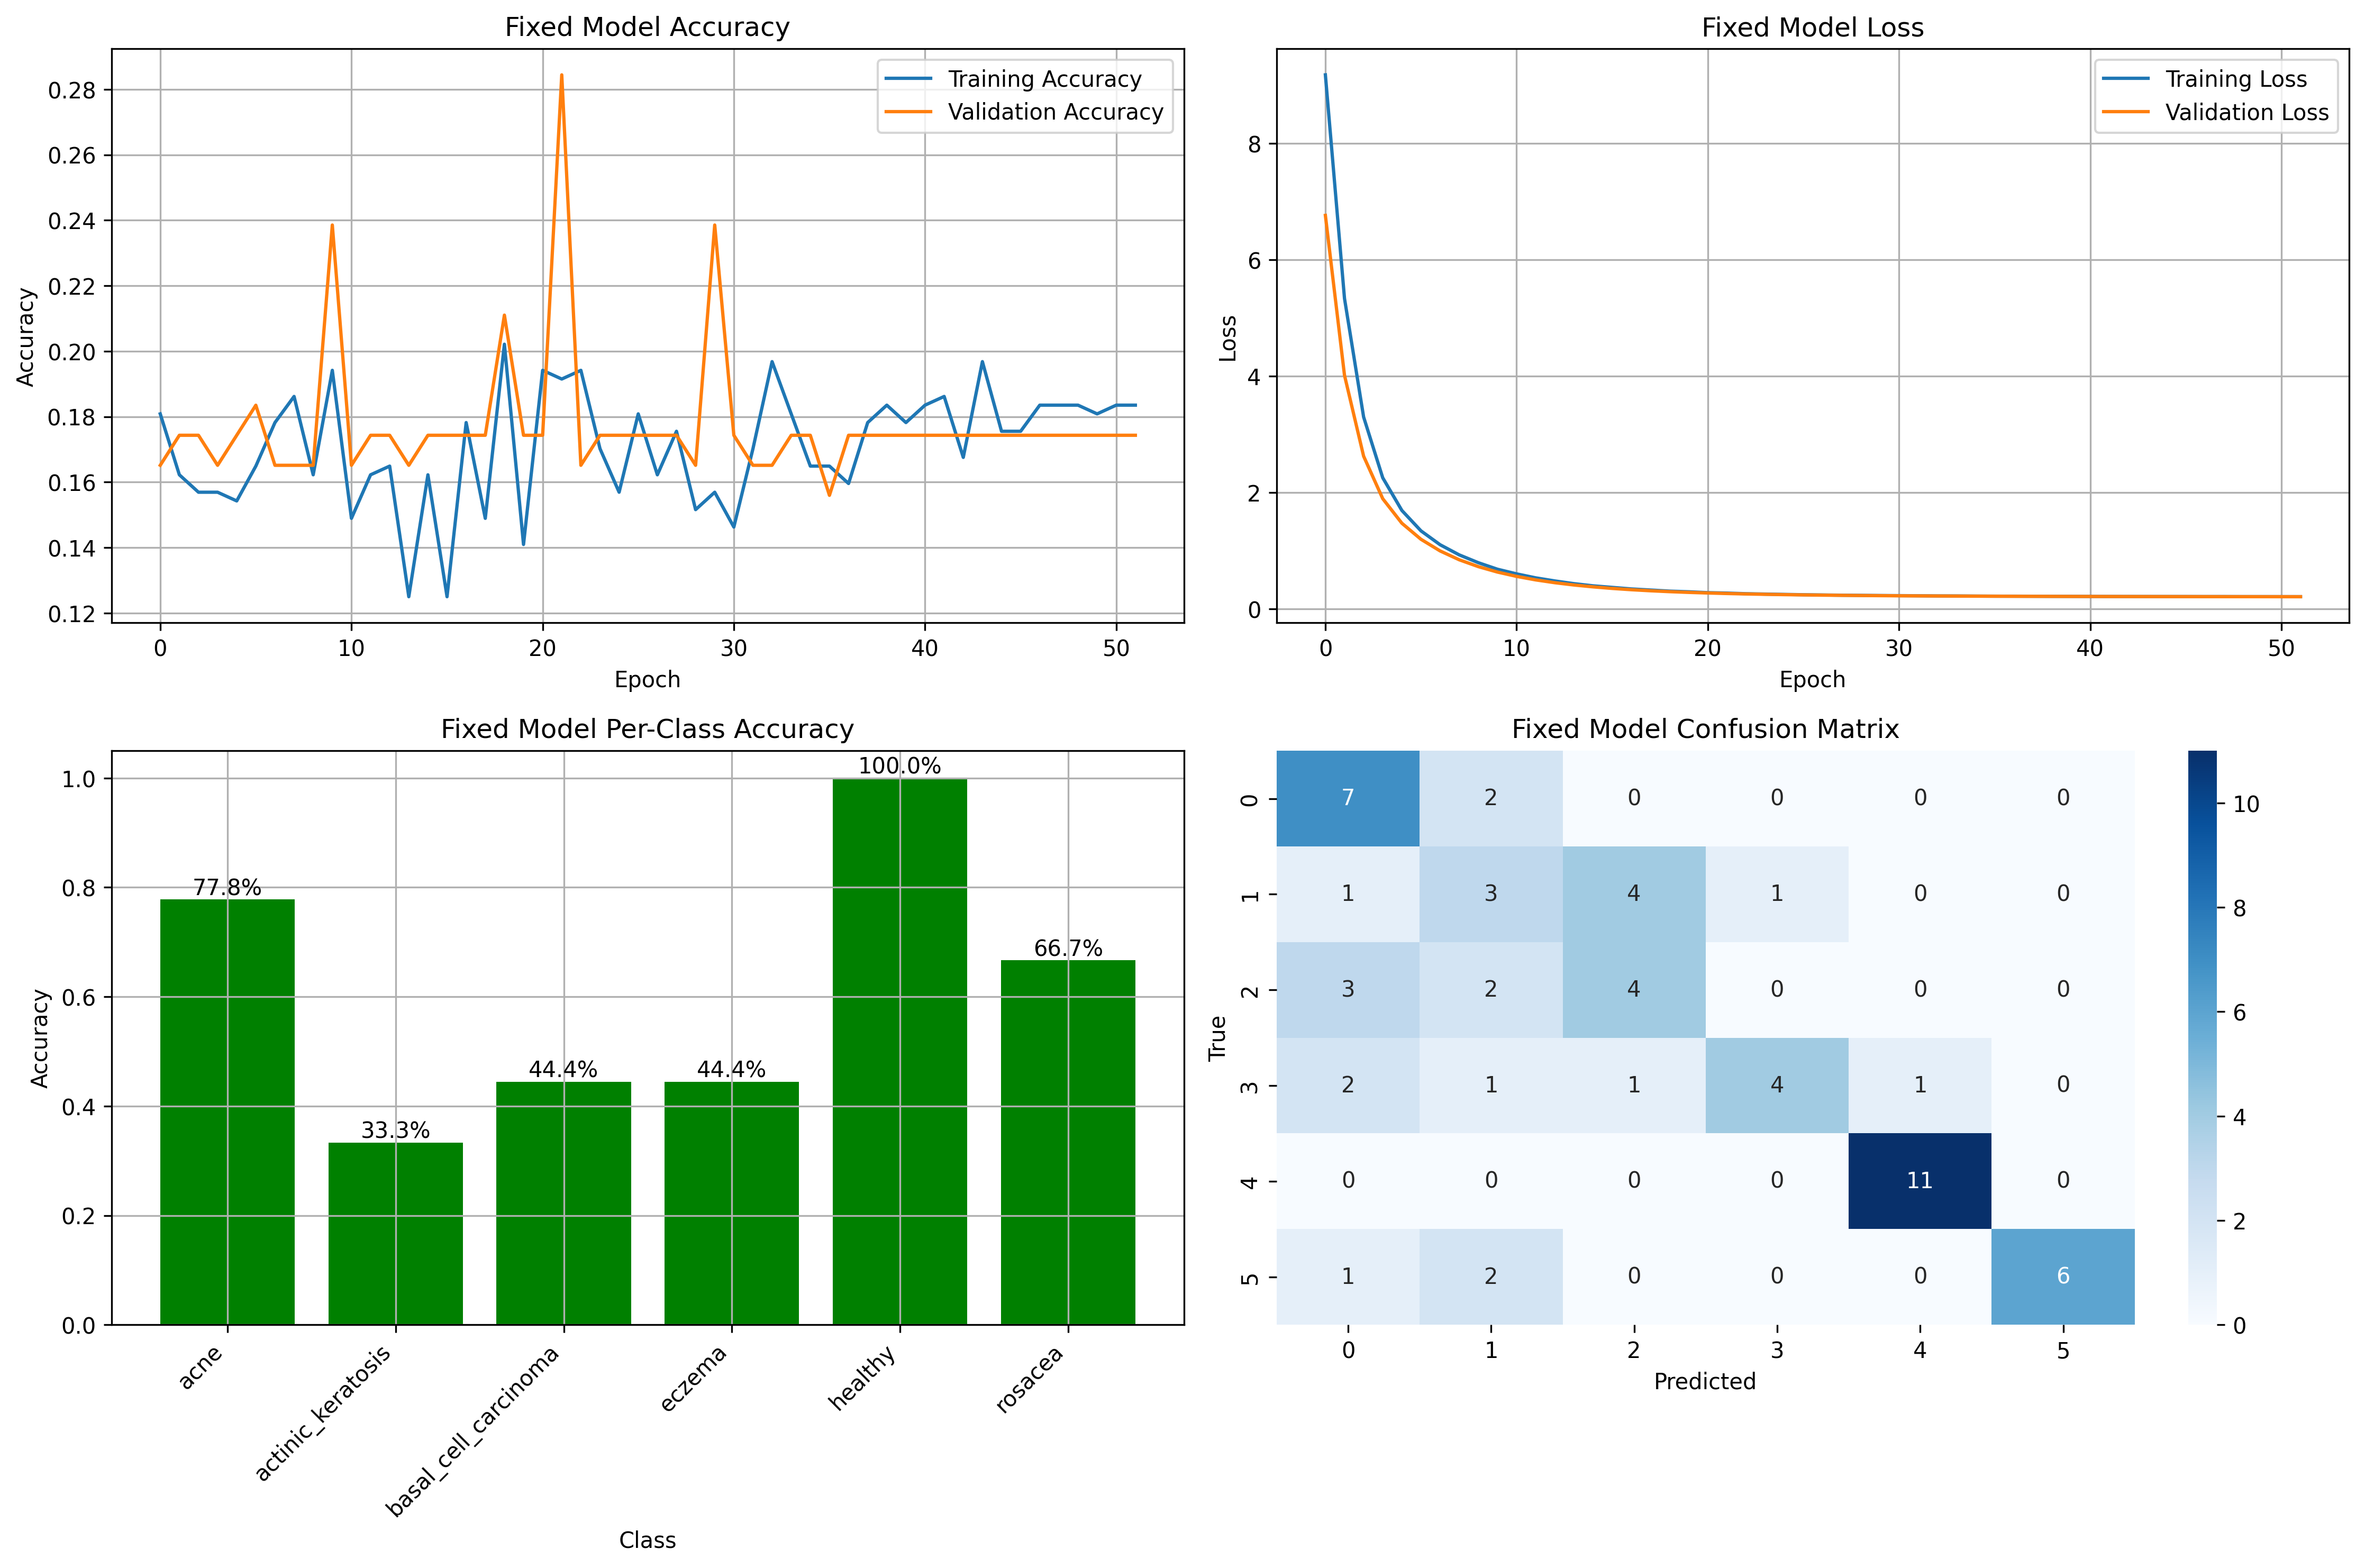 Fixed Model Accuracy
Training Accuracy
Validation Accuracy
0.28
0.26
0.24
0.22
0.20
0.18
0.16
0.14
0.12
Accuracy
0 10 20 30 40 50
Epoch
Fixed Model Loss
Training Loss
Validation Loss
8
6
4
2
0
Loss
0 10 20 30 40 50
Epoch
Fixed Model Per-Class Accuracy
1.0
0.8
0.6
0.4
0.2
0.0
Accuracy
77.8% 33.3% 44.4% 44.4% 100.0% 66.7%
acne actinic_keratosis basal_cell_carcinoma eczema healthy rosacea
Class
Fixed Model Confusion Matrix
True
0 7 2 0 0 0 0
1 1 3 4 1 0 0
2 3 2 4 0 0 0
3 2 1 1 4 1 0
4 0 0 0 0 11 0
5 1 2 0 0 0 6
0 1 2 3 4 5
Predicted
10
8
6
4
2
0